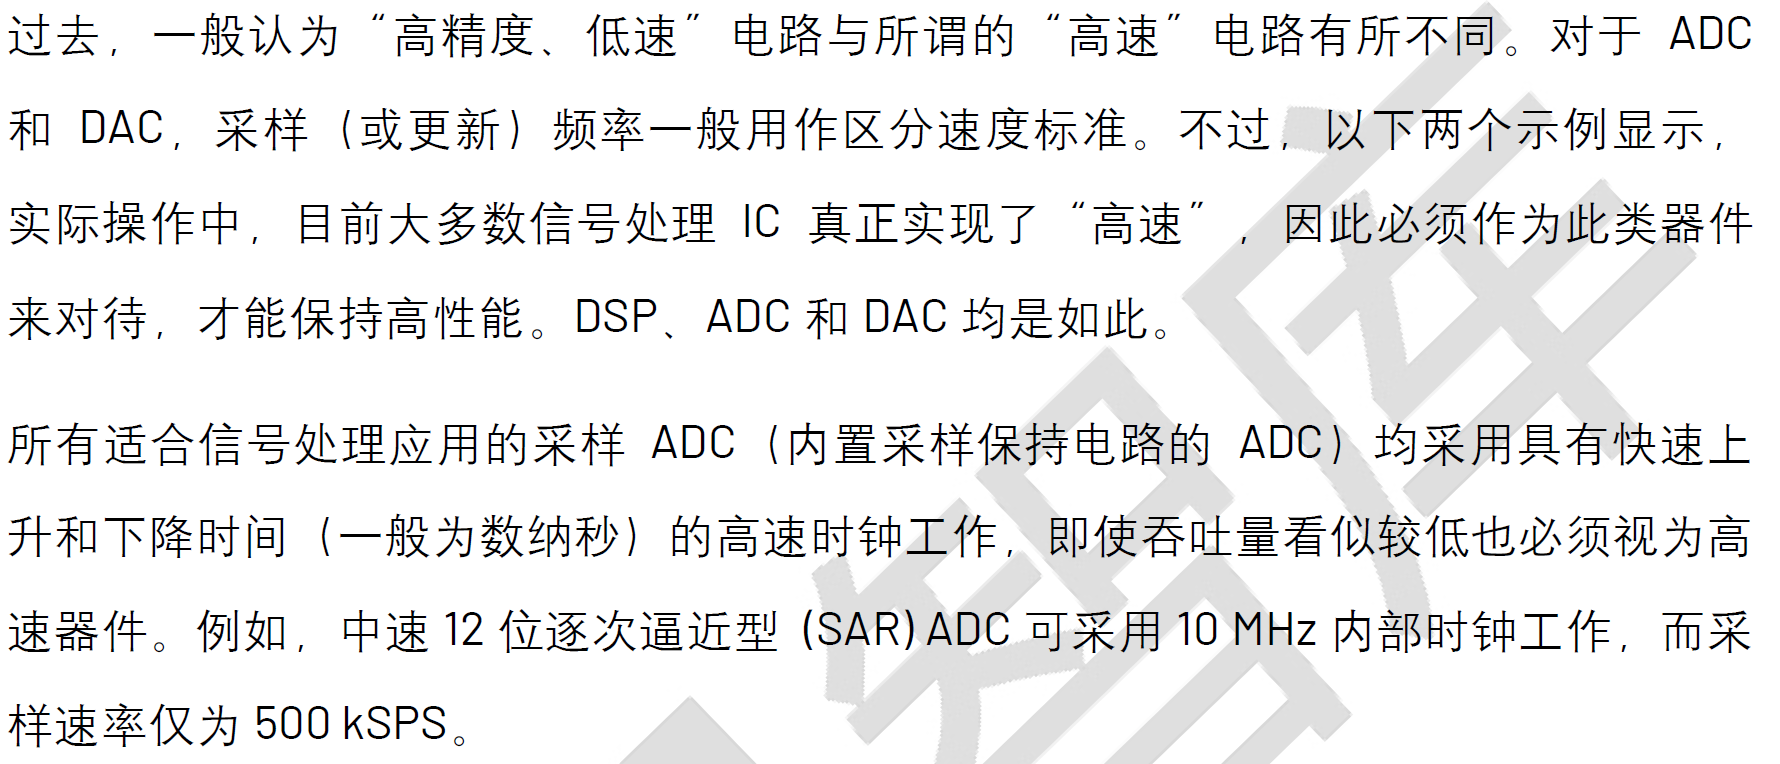 过去，一般认为“高精度、低速”电路与所谓的“高速”电路有所不同。对于 ADC
和 DAC，采样（或更新）频率一般用作区分速度标准。不过，以下两个示例显示，
实际操作中，目前大多数信号处理 IC 真正实现了“高速”，因此必须作为此类器件
来对待，才能保持高性能。DSP、ADC 和 DAC 均是如此。
所有适合信号处理应用的采样 ADC（内置采样保持电路的 ADC）均采用具有快速上
升和下降时间（一般为数纳秒）的高速时钟工作，即使吞吐量看似较低也必须视为高
速器件。例如，中速 12 位逐次逼近型 (SAR) ADC 可采用 10 MHz 内部时钟工作，而采
样速率仅为 500 kSPS。
智库